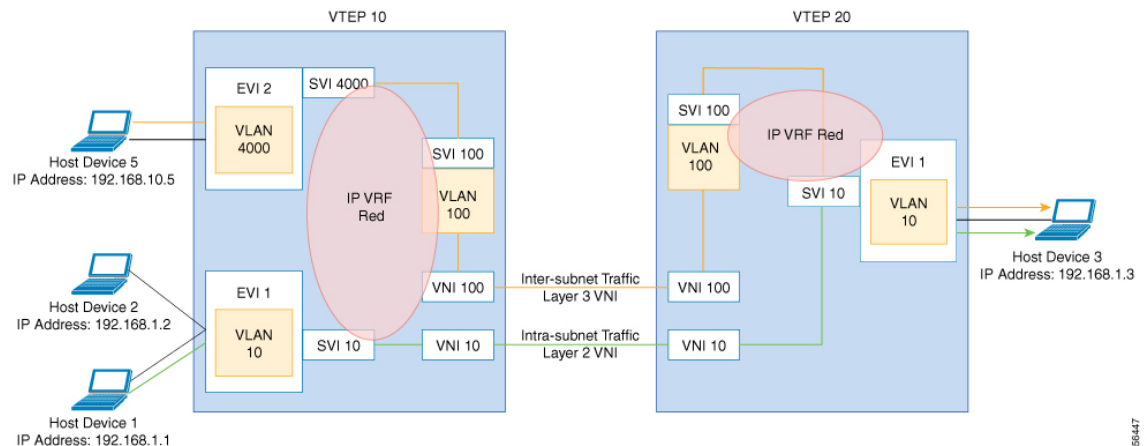 VTEP 10
VTEP 20
EVI 2
SVI 4000
VLAN
4000
Host Device 5
IP Address: 192.168.10.5
SVI 100
VLAN
100
IP VRF
Red
VNI 100
Host Device 2
IP Address: 192.168.1.2
EVI 1
VLAN
10
SVI 10
VNI 10
Host Device 1
IP Address: 192.168.1.1
Inter-subnet Traffic
Layer 3 VNI
Intra-subnet Traffic
Layer 2 VNI
SVI 100
VLAN
100
IP VRF Red
EVI 1
SVI 10
VLAN
10
VNI 100
VNI 10
Host Device 3
IP Address: 192.168.1.3